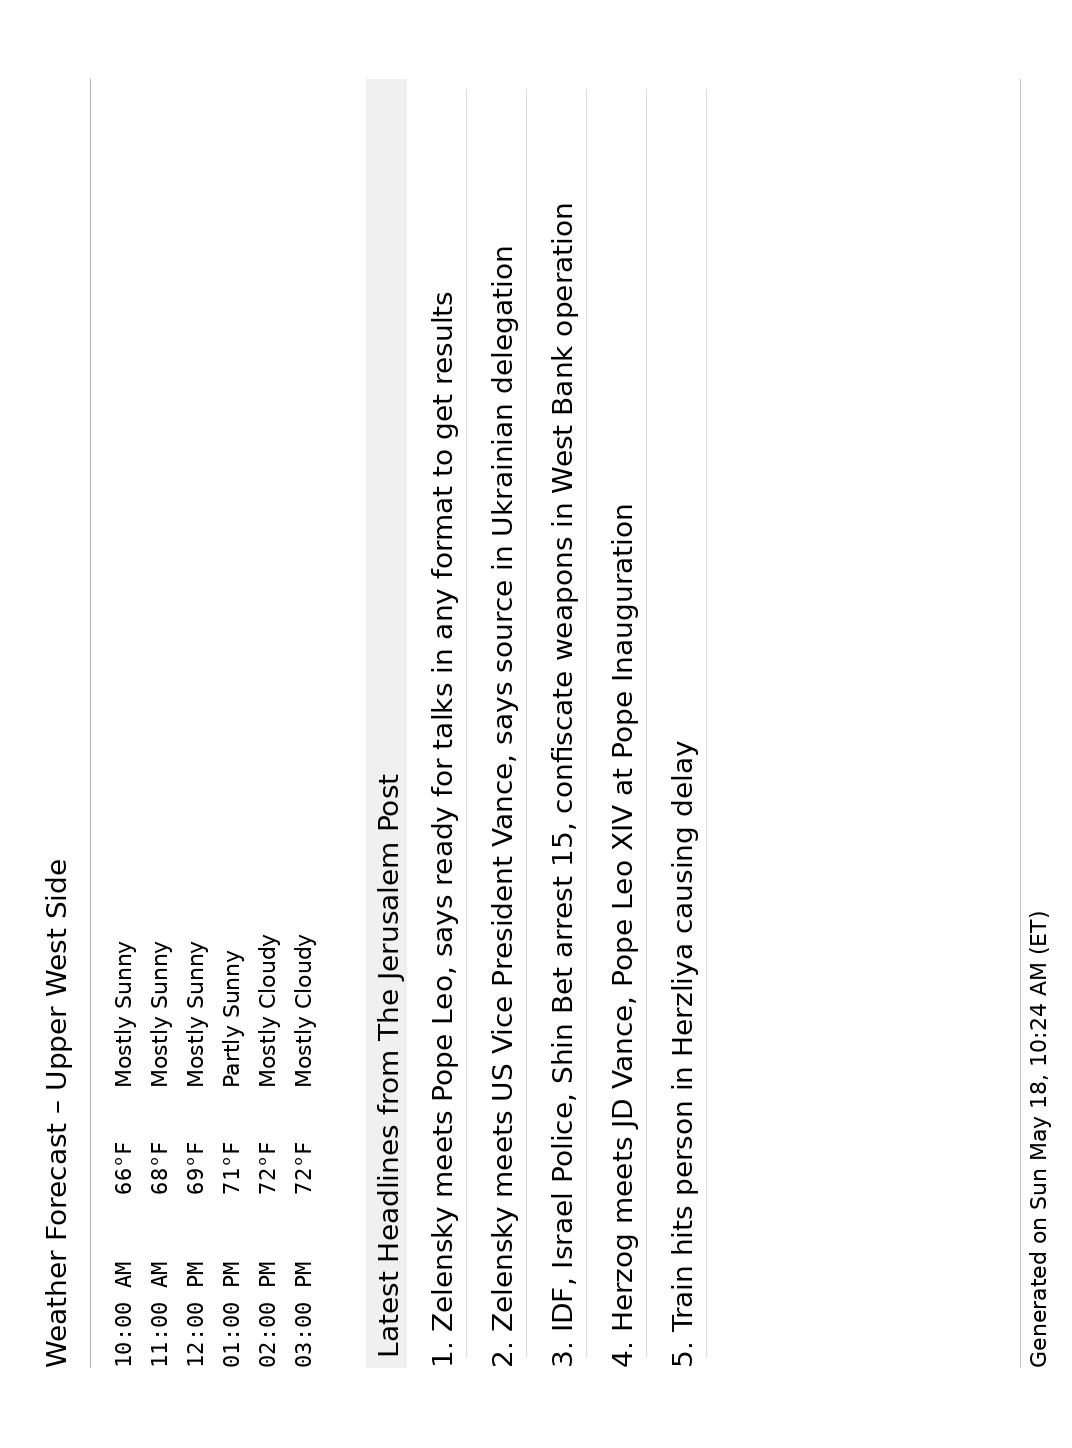 Weather Forecast – Upper West Side
10:00 AM 66°F Mostly Sunny
11:00 AM 68°F Mostly Sunny
12:00 PM 69°F Mostly Sunny
01:00 PM 71°F Partly Sunny
02:00 PM 72°F Mostly Cloudy
03:00 PM 72°F Mostly Cloudy
Latest Headlines from The Jerusalem Post
1. Zelensky meets Pope Leo, says ready for talks in any format to get results
2. Zelensky meets US Vice President Vance, says source in Ukrainian delegation
3. IDF, Israel Police, Shin Bet arrest 15, confiscate weapons in West Bank operation
4. Herzog meets JD Vance, Pope Leo XIV at Pope Inauguration
5. Train hits person in Herzliya causing delay
Generated on Sun May 18, 10:24 AM (ET)